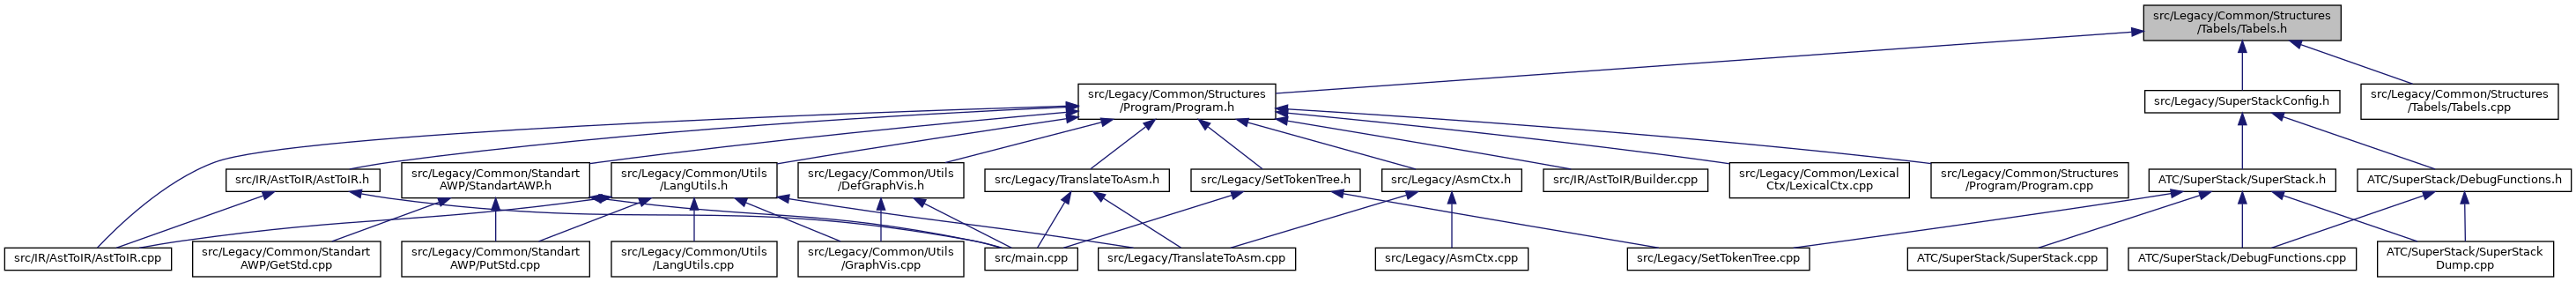 src/Legacy/Common/Structures
/Tabels/Tabels.h
src/Legacy/Common/Structures
/Program/Program.h
src/Legacy/SuperStackConfig.h
src/Legacy/Common/Structures
/Tabels/Tabels.cpp
src/IR/AstToIR/AstToIR.h
src/Legacy/Common/Standart
AWP/StandartAWP.h
src/Legacy/Common/Utils
/LangUtils.h
src/Legacy/Common/Utils
/DefGraphVis.h
src/Legacy/TranslateToAsm.h
src/Legacy/SetTokenTree.h
src/Legacy/AsmCtx.h
src/IR/AstToIR/Builder.cpp
src/Legacy/Common/Lexical
Ctx/LexicalCtx.cpp
src/Legacy/Common/Structures
/Program/Program.cpp
ATC/SuperStack/SuperStack.h
ATC/SuperStack/DebugFunctions.h
src/IR/AstToIR/AstToIR.cpp
src/Legacy/Common/Standart
AWP/GetStd.cpp
src/Legacy/Common/Standart
AWP/PutStd.cpp
src/Legacy/Common/Utils
/LangUtils.cpp
src/Legacy/Common/Utils
/GraphVis.cpp
src/main.cpp
src/Legacy/TranslateToAsm.cpp
src/Legacy/AsmCtx.cpp
src/Legacy/SetTokenTree.cpp
ATC/SuperStack/SuperStack.cpp
ATC/SuperStack/DebugFunctions.cpp
ATC/SuperStack/SuperStack
Dump.cpp